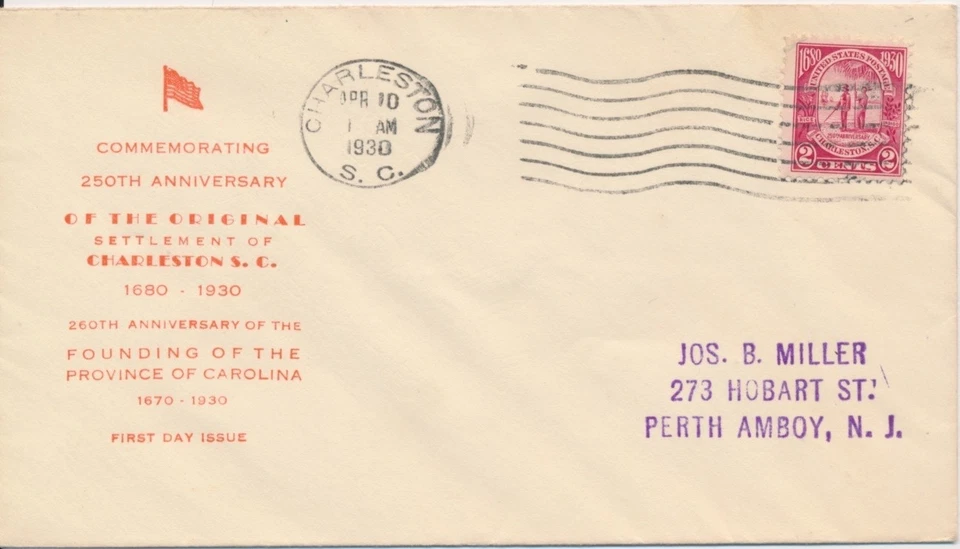 COMMEMORATING
250TH ANNIVERSARY
OF THE ORIGINAL
SETTLEMENT OF
CHARLESTON S. C.
1680 - 1930
260TH ANNIVERSARY OF THE
FOUNDING OF THE
PROVINCE OF CAROLINA
1670 - 1930
FIRST DAY ISSUE
CHARLESTON
APR 10
1 AM
1930
S. C.
1680 UNITED STATES POSTAGE 1930
CHARLESTON, S.C.
2 CENTS 2
JOS. B. MILLER
273 HOBART ST.
PERTH AMBOY, N. J.